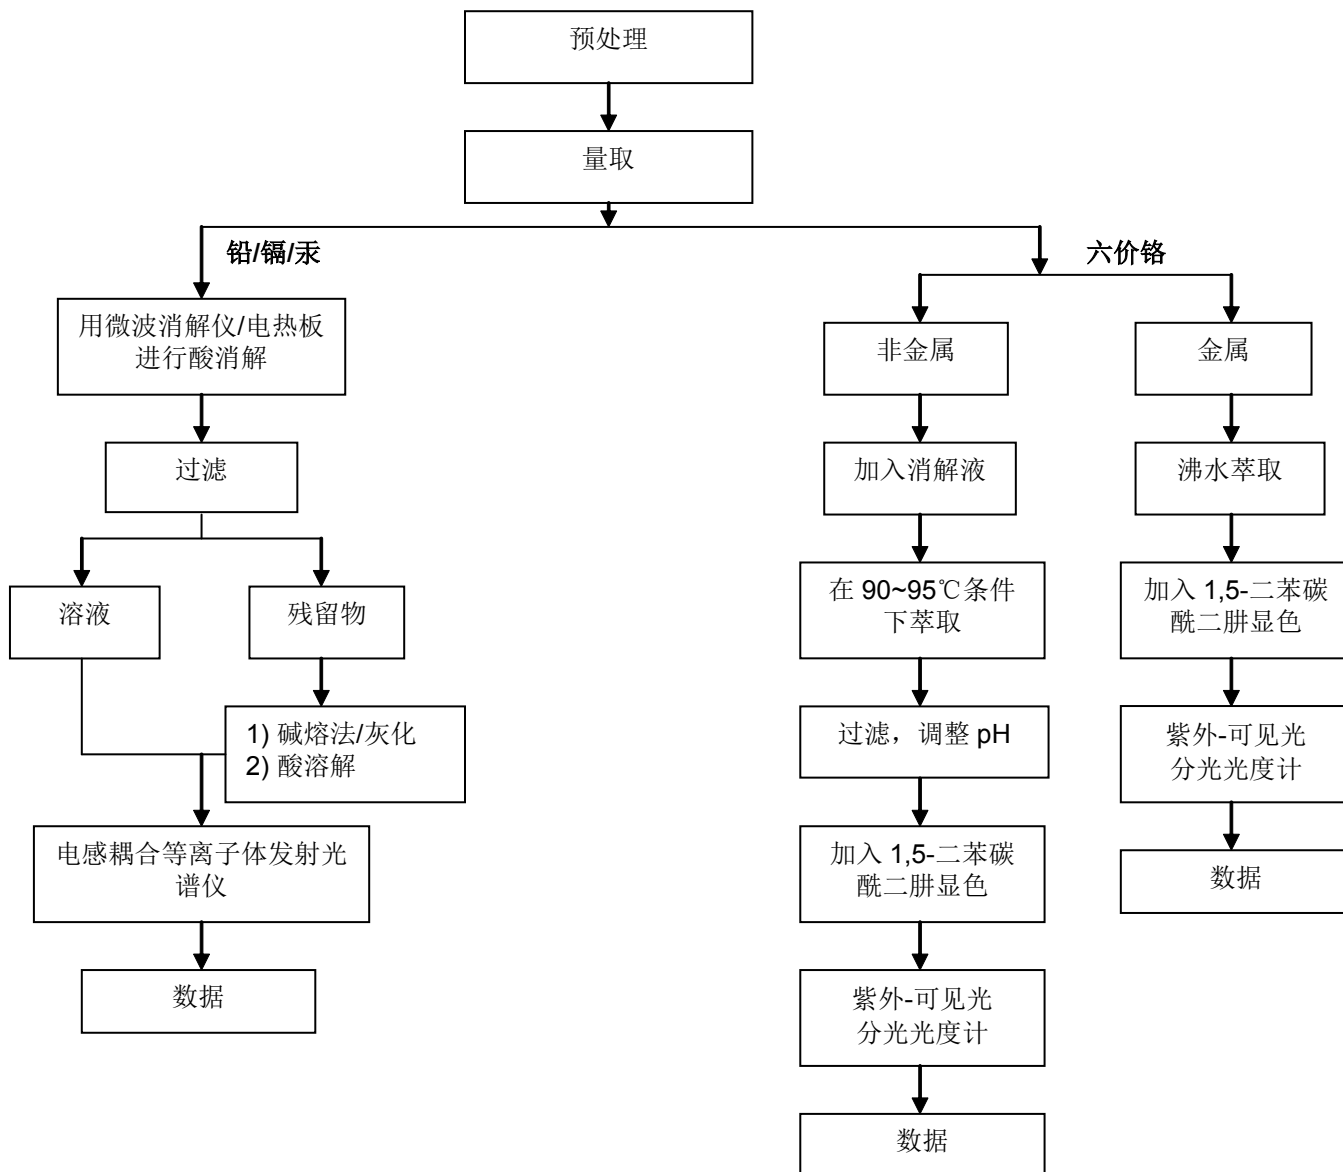 预处理
量取
铅/镉/汞
六价铬
用微波消解仪/电热板
进行酸消解
过滤
溶液
残留物
1) 碱熔法/灰化
2) 酸溶解
电感耦合等离子体发射光
谱仪
数据
非金属
加入消解液
在 90~95℃条件
下萃取
过滤，调整 pH
加入 1,5-二苯碳
酰二肼显色
紫外-可见光
分光光度计
数据
金属
沸水萃取
加入 1,5-二苯碳
酰二肼显色
紫外-可见光
分光光度计
数据